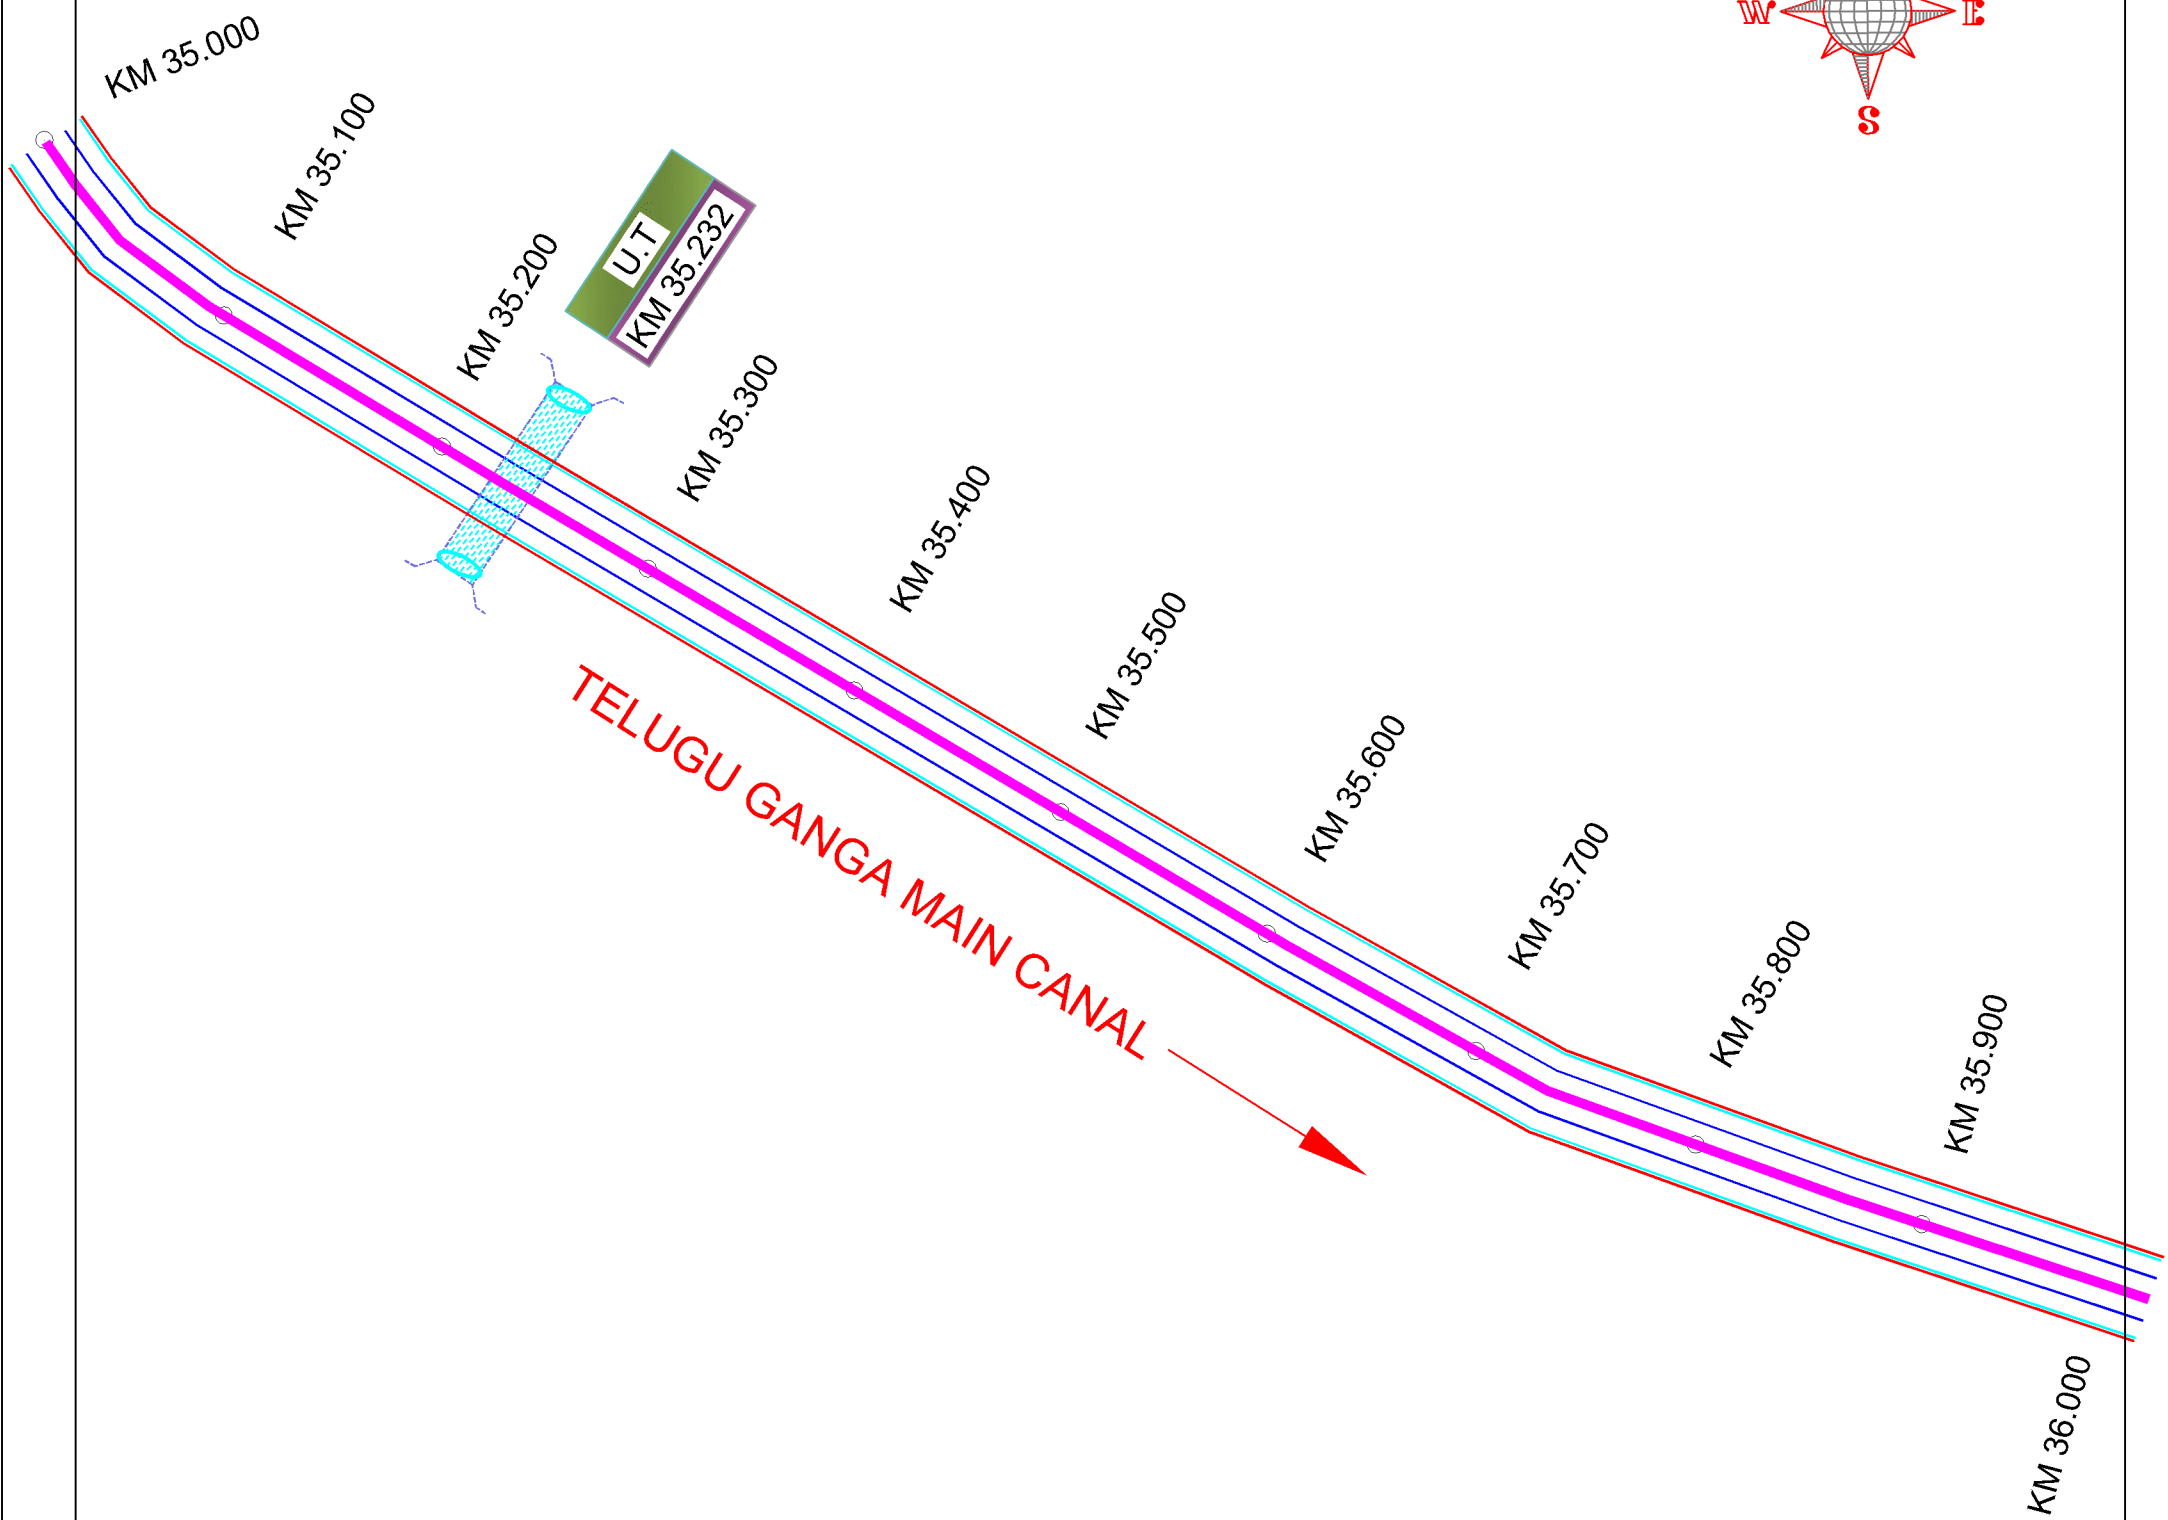 W
E
S
KM 35.000
KM 35.100
KM 35.200
U.T
KM 35.232
KM 35.300
KM 35.400
KM 35.500
KM 35.600
KM 35.700
KM 35.800
KM 35.900
KM 36.000
TELUGU GANGA MAIN CANAL